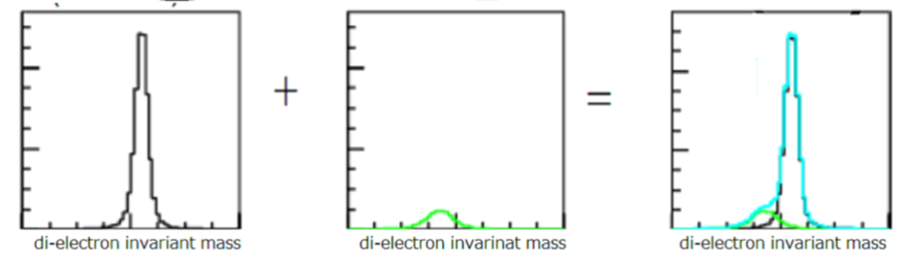 +
=
di-electron invariant mass
di-electron invarinat mass
di-electron invariant mass